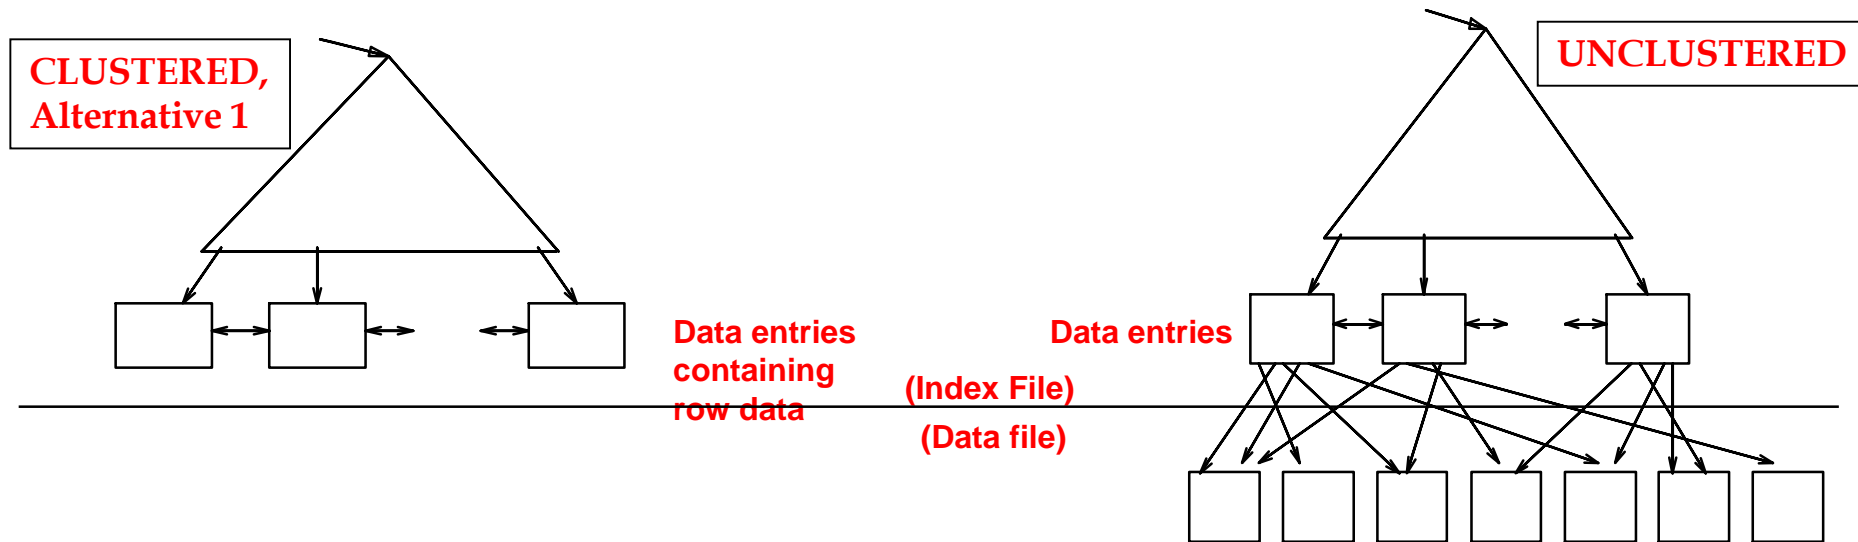 CLUSTERED,
Alternative 1
UNCLUSTERED
Data entries
containing
row data
Data entries
(Index File)
(Data file)